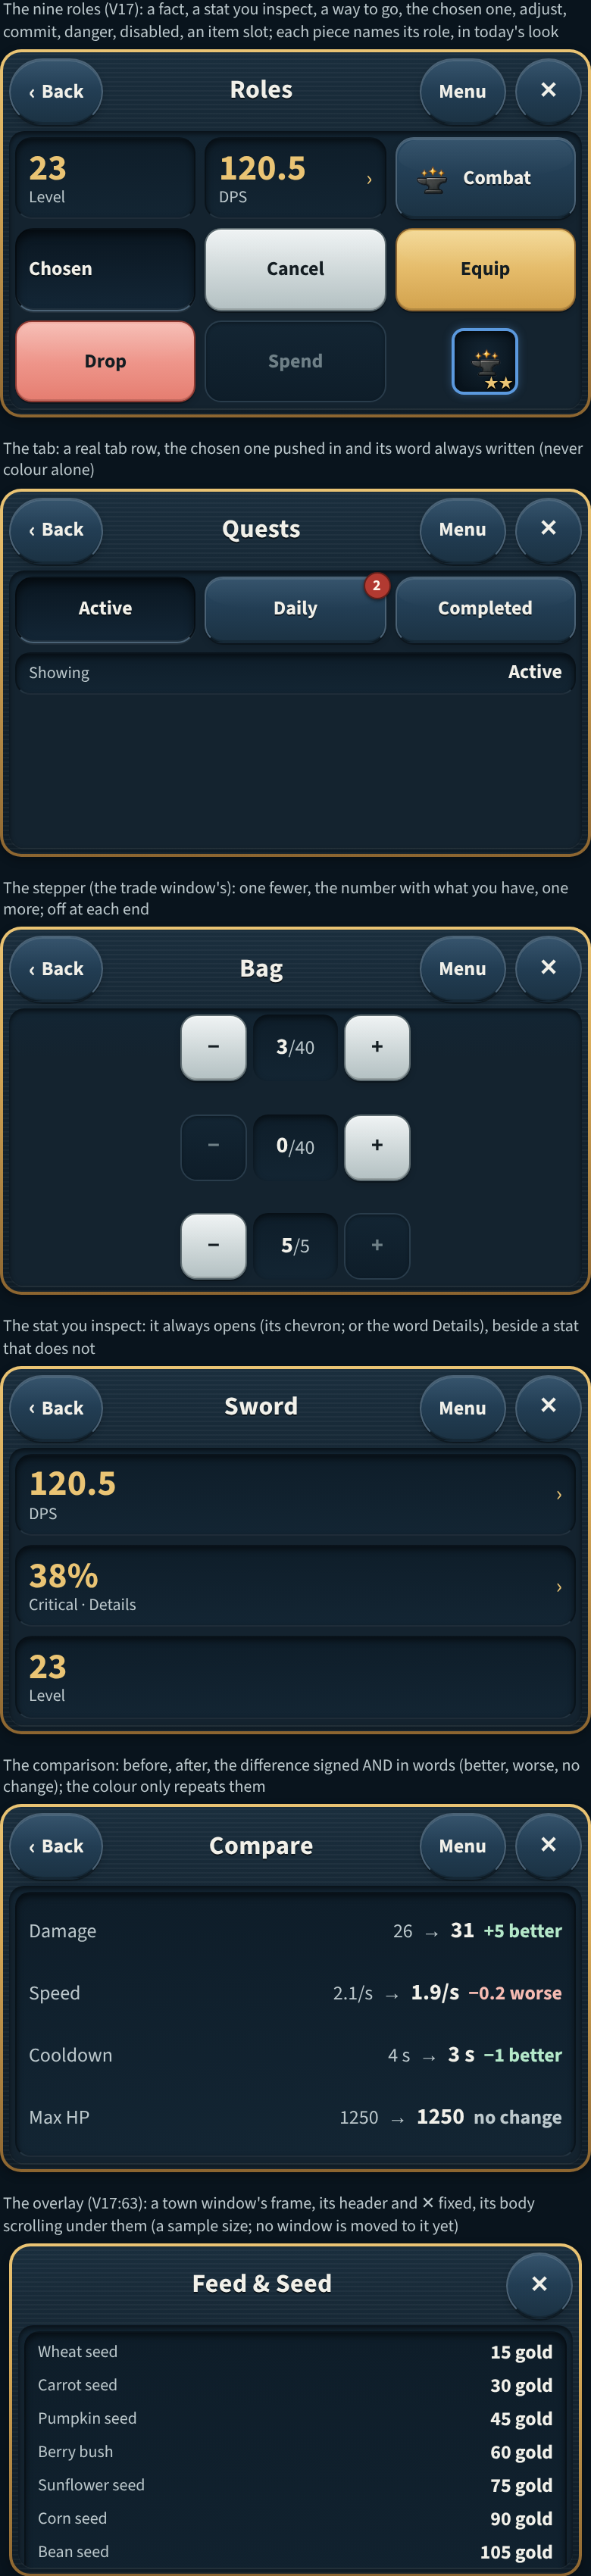 The nine roles (V17): a fact, a stat you inspect, a way to go, the chosen one, adjust,
commit, danger, disabled, an item slot; each piece names its role, in today's look
‹ Back Roles Menu ✕
23 120.5 › Combat
Level DPS
Chosen Cancel Equip
Drop Spend ★★
The tab: a real tab row, the chosen one pushed in and its word always written (never
colour alone)
‹ Back Quests Menu ✕
Active Daily 2 Completed
Showing Active
The stepper (the trade window's): one fewer, the number with what you have, one
more; off at each end
‹ Back Bag Menu ✕
− 3/40 +
− 0/40 +
− 5/5 +
The stat you inspect: it always opens (its chevron; or the word Details), beside a stat
that does not
‹ Back Sword Menu ✕
120.5 ›
DPS
38% ›
Critical · Details
23
Level
The comparison: before, after, the difference signed AND in words (better, worse, no
change); the colour only repeats them
‹ Back Compare Menu ✕
Damage 26 → 31 +5 better
Speed 2.1/s → 1.9/s −0.2 worse
Cooldown 4 s → 3 s −1 better
Max HP 1250 → 1250 no change
The overlay (V17:63): a town window's frame, its header and ✕ fixed, its body
scrolling under them (a sample size; no window is moved to it yet)
Feed & Seed ✕
Wheat seed 15 gold
Carrot seed 30 gold
Pumpkin seed 45 gold
Berry bush 60 gold
Sunflower seed 75 gold
Corn seed 90 gold
Bean seed 105 gold